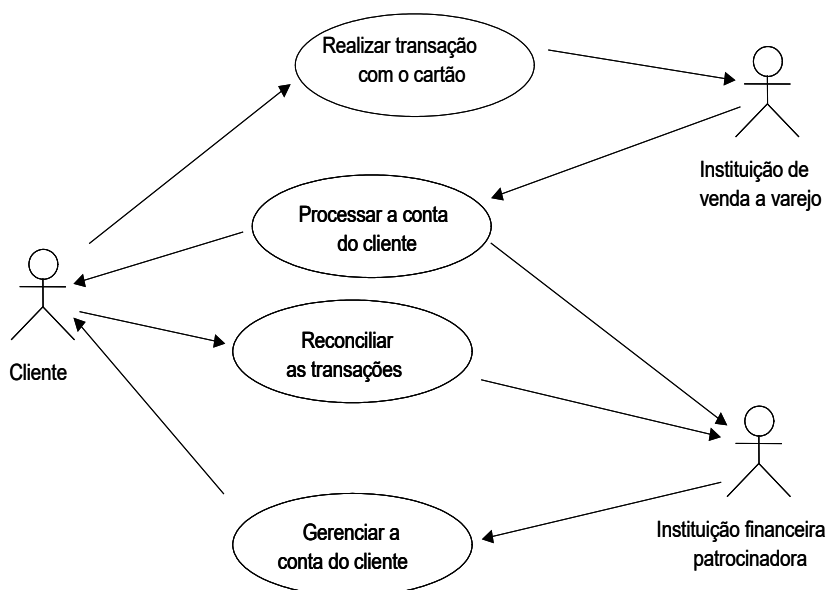 Realizar transação
com o cartão
Instituição de
venda a varejo
Processar a conta
do cliente
Reconciliar
as transações
Cliente
Gerenciar a
conta do cliente
Instituição financeira
patrocinadora